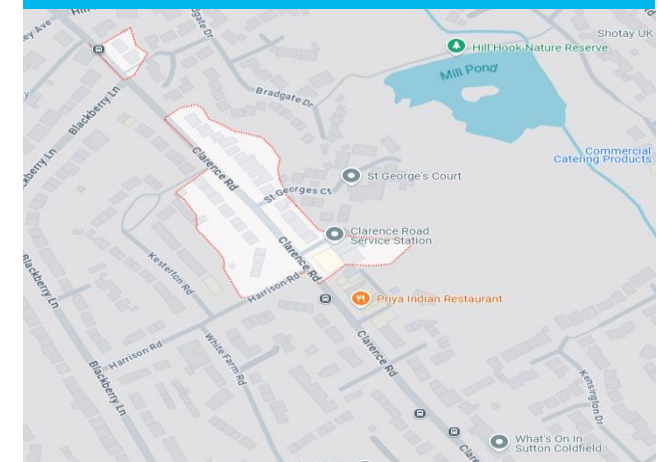 Shotay UK
Hill Hook Nature Reserve
Mill Pond
Bradgate Dr
Blackberry Ln
Commercial
Catering Products
Clarence Rd
St George's Court
St Georges Ct
Clarence Road
Service Station
Clarence Rd
Kesterton Rd
Harrison Rd
Priya Indian Restaurant
Blackberry Ln
Harrison Rd
White Farm Rd
Clarence Rd
Blackberry Ln
Kensington Dr
What's On In
Sutton Coldfield